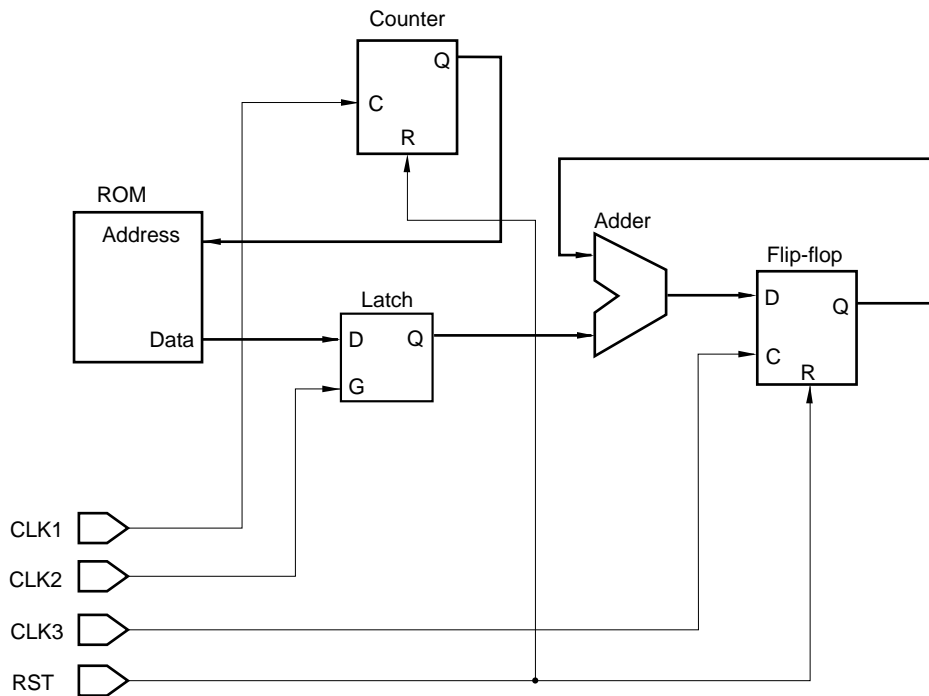 Counter
Q
C
R
ROM
Address
Data
Latch
D
Q
G
Adder
Flip-flop
D
Q
C
R
CLK1
CLK2
CLK3
RST